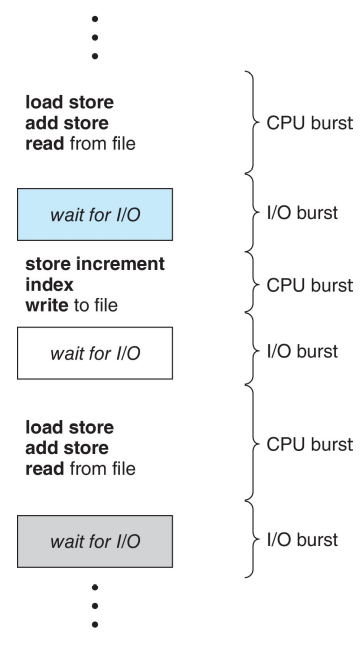 load store
add store
read from file
CPU burst
wait for I/O
I/O burst
store increment
index
write to file
CPU burst
wait for I/O
I/O burst
load store
add store
read from file
CPU burst
wait for I/O
I/O burst